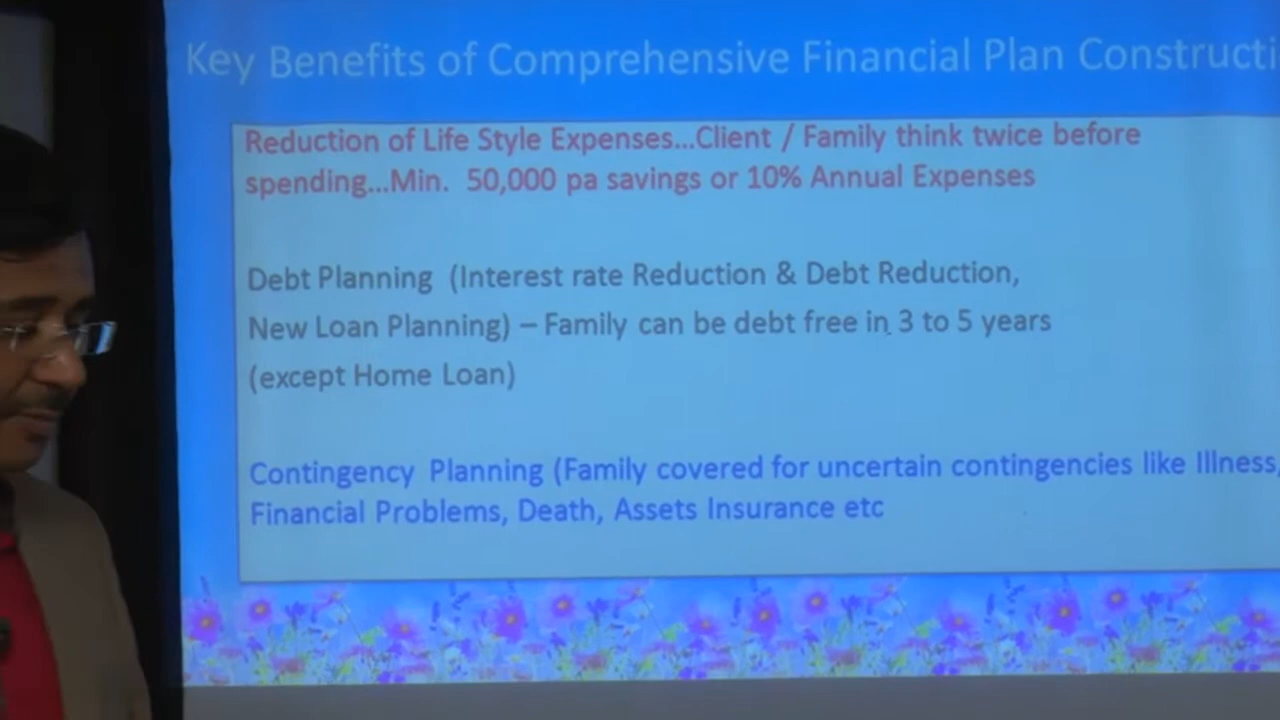 Key Benefits of Comprehensive Financial Plan Constructi
Reduction of Life Style Expenses...Client / Family think twice before
spending...Min. 50,000 pa savings or 10% Annual Expenses
Debt Planning (Interest rate Reduction & Debt Reduction,
New Loan Planning) – Family can be debt free in 3 to 5 years
(except Home Loan)
Contingency Planning (Family covered for uncertain contingencies like Illness,
Financial Problems, Death, Assets Insurance etc